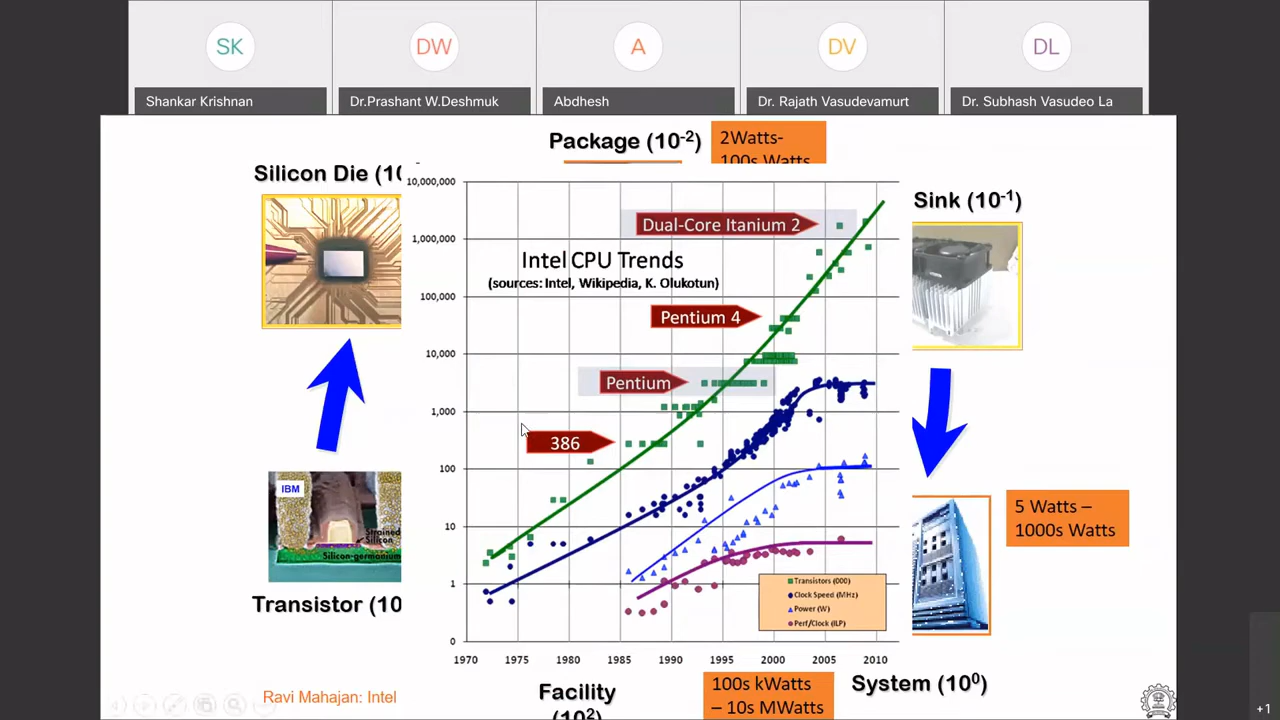 SK
DW
A
DV
DL
Shankar Krishnan
Dr.Prashant W.Deshmuk
Abdhesh
Dr. Rajath Vasudevamurt
Dr. Subhash Vasudeo La
Package (10-2)
2Watts-
100s Watts
Silicon Die (10
Sink (10-1)
10,000,000
1,000,000
100,000
10,000
1,000
100
10
1
0
Dual-Core Itanium 2
Intel CPU Trends
(sources: Intel, Wikipedia, K. Olukotun)
Pentium 4
Pentium
386
IBM
Strained
Silicon
Silicon-germanium
5 Watts –
1000s Watts
Transistors (000)
Clock Speed (MHz)
Power (W)
Perf/Clock (ILP)
Transistor (10
1970 1975 1980 1985 1990 1995 2000 2005 2010
Ravi Mahajan: Intel
Facility
(102)
100s kWatts
– 10s MWatts
System (100)
+1